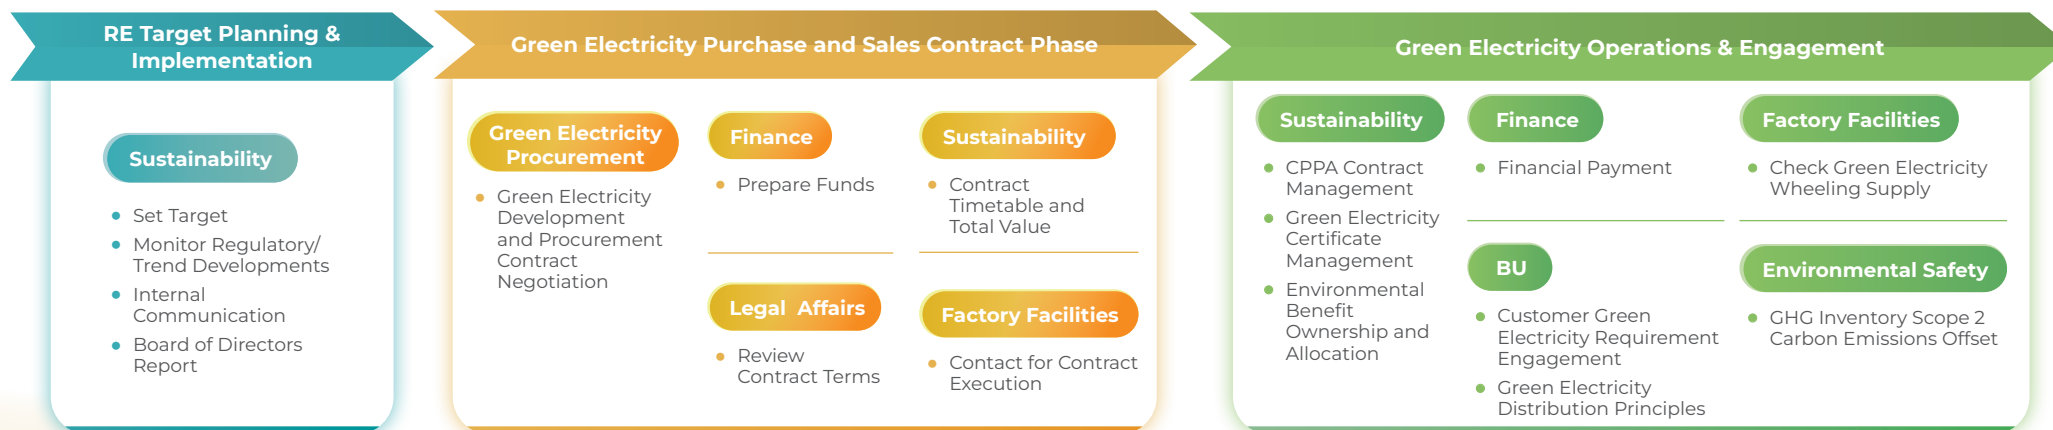 RE Target Planning &
Implementation
Sustainability
Set Target
Monitor Regulatory/
Trend Developments
Internal
Communication
Board of Directors
Report
Green Electricity Purchase and Sales Contract Phase
Green Electricity
Procurement
Green Electricity
Development
and Procurement
Contract
Negotiation
Finance
Prepare Funds
Legal Affairs
Review
Contract Terms
Sustainability
Contract
Timetable and
Total Value
Factory Facilities
Contact for Contract
Execution
Green Electricity Operations & Engagement
Sustainability
CPPA Contract
Management
Green Electricity
Certificate
Management
Environmental
Benefit
Ownership and
Allocation
Finance
Financial Payment
BU
Customer Green
Electricity Requirement
Engagement
Green Electricity
Distribution Principles
Factory Facilities
Check Green Electricity
Wheeling Supply
Environmental Safety
GHG Inventory Scope 2
Carbon Emissions Offset